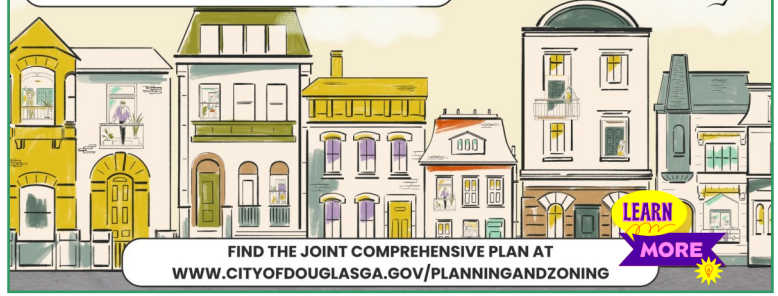 FIND THE JOINT COMPREHENSIVE PLAN AT
WWW.CITYOFDOUGLASGA.GOV/PLANNINGANDZONING
LEARN
MORE